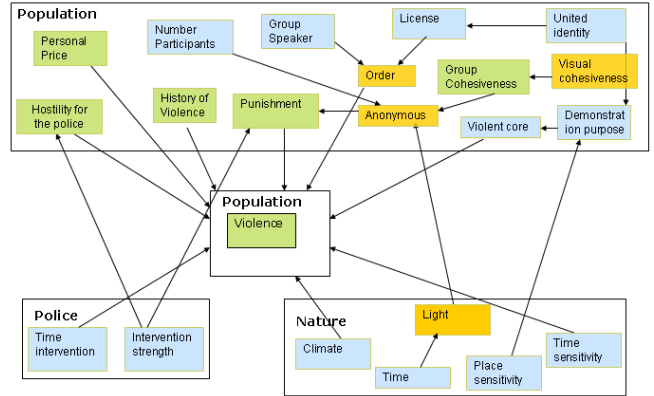 Population
Personal
Price
Number
Participants
Group
Speaker
License
United
identity
Order
Group
Cohesiveness
Visual
cohesiveness
Hostility for
the police
History of
Violence
Punishment
Anonymous
Violent core
Demonstrat
ion purpose
Population
Violence
Police
Time
intervention
Intervention
strength
Nature
Light
Climate
Time
Place
sensitivity
Time
sensitivity